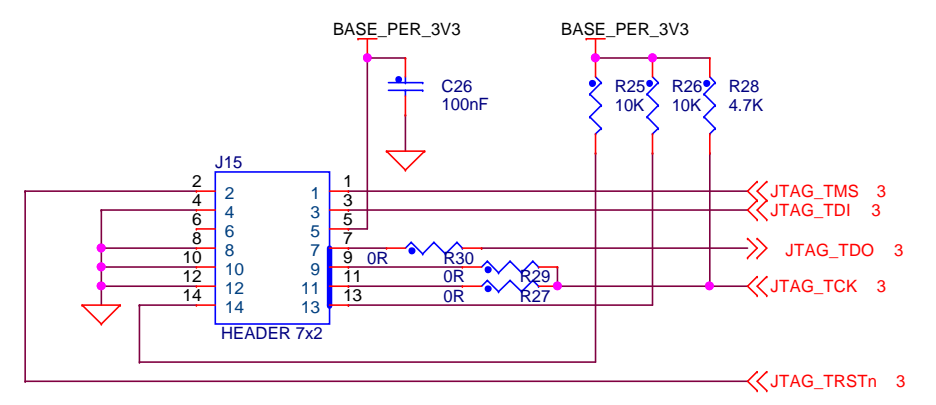 BASE_PER_3V3 BASE_PER_3V3
C26
100nF
R25 R26 R28
10K 10K 4.7K
J15
2 2 1 1 JTAG_TMS 3
4 4 3 3 JTAG_TDI 3
6 6 5 5
8 8 7 7 0R R30 JTAG_TDO 3
10 10 9 9 0R R29
12 12 11 11 0R R27 JTAG_TCK 3
14 14 13 13
HEADER 7x2
JTAG_TRSTn 3